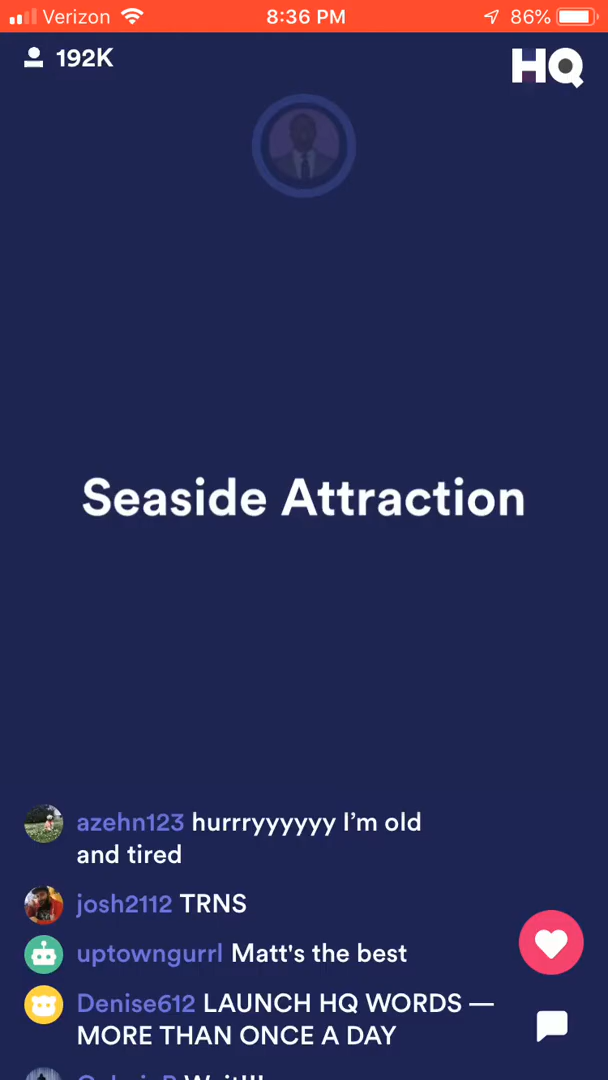 Verizon 8:36 PM 86%
192K HQ
Seaside Attraction
azehn123 hurrryyyyyy I’m old
and tired
josh2112 TRNS
uptowngurrl Matt's the best
Denise612 LAUNCH HQ WORDS —
MORE THAN ONCE A DAY